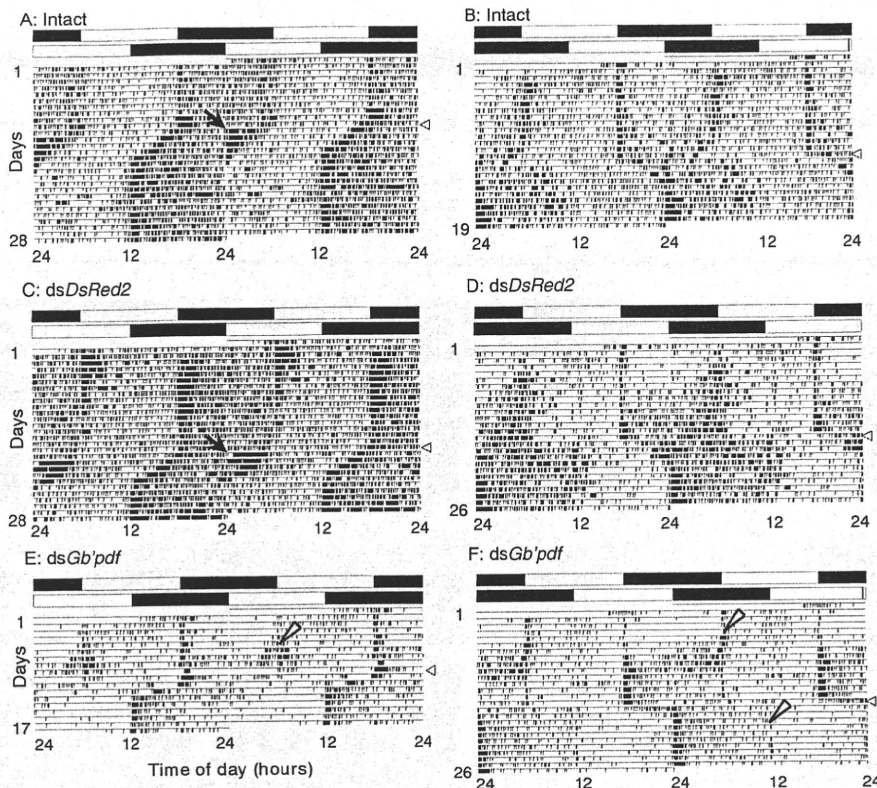 A: Intact
B: Intact
1
1
Days
28
19
24 12 24 12 24
24 12 24 12 24
C: dsDsRed2
D: dsDsRed2
1
1
Days
28
26
24 12 24 12 24
24 12 24 12 24
E: dsGb'pdf
F: dsGb'pdf
1
1
Days
17
26
24 12 24 12 24
24 12 24 12 24
Time of day (hours)